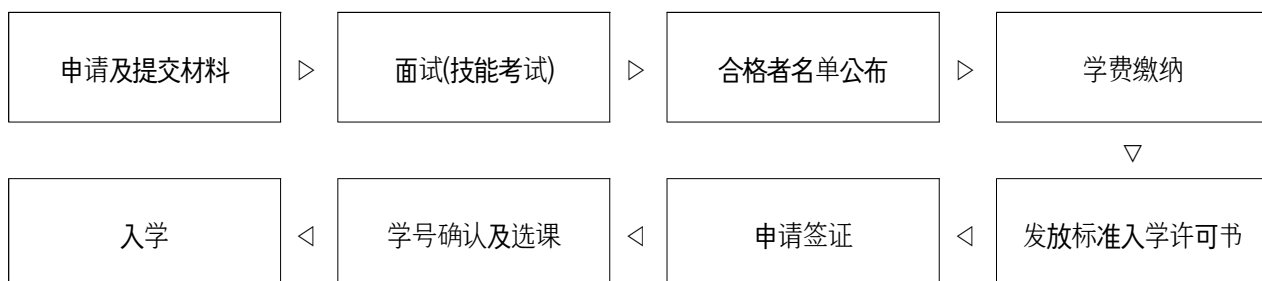 申请及提交材料 ▷ 面试(技能考试) ▷ 合格者名单公布 ▷ 学费缴纳
▽
入学 ◁ 学号确认及选课 ◁ 申请签证 ◁ 发放标准入学许可书